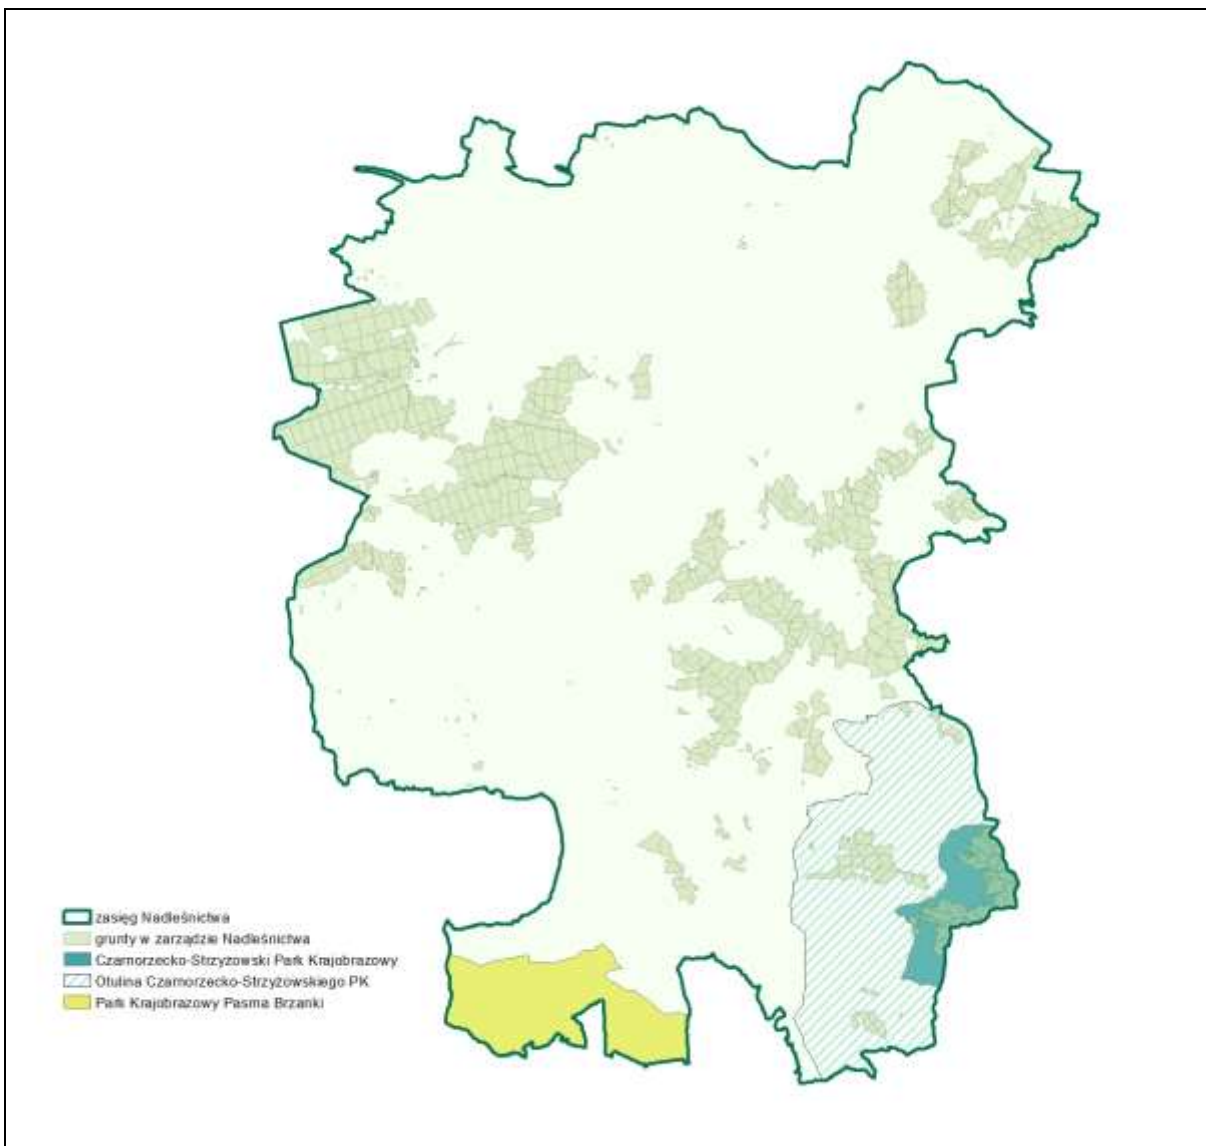 zasięg Nadleśnictwa
grunty w zarządzie Nadleśnictwa
Czarnorzecko-Strzyżowski Park Krajobrazowy
Otulina Czarnorzecko-Strzyżowskiego PK
Park Krajobrazowy Pasma Brzanki